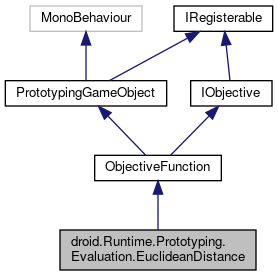 MonoBehaviour
IRegisterable
PrototypingGameObject
IObjective
ObjectiveFunction
droid.Runtime.Prototyping.
Evaluation.EuclideanDistance